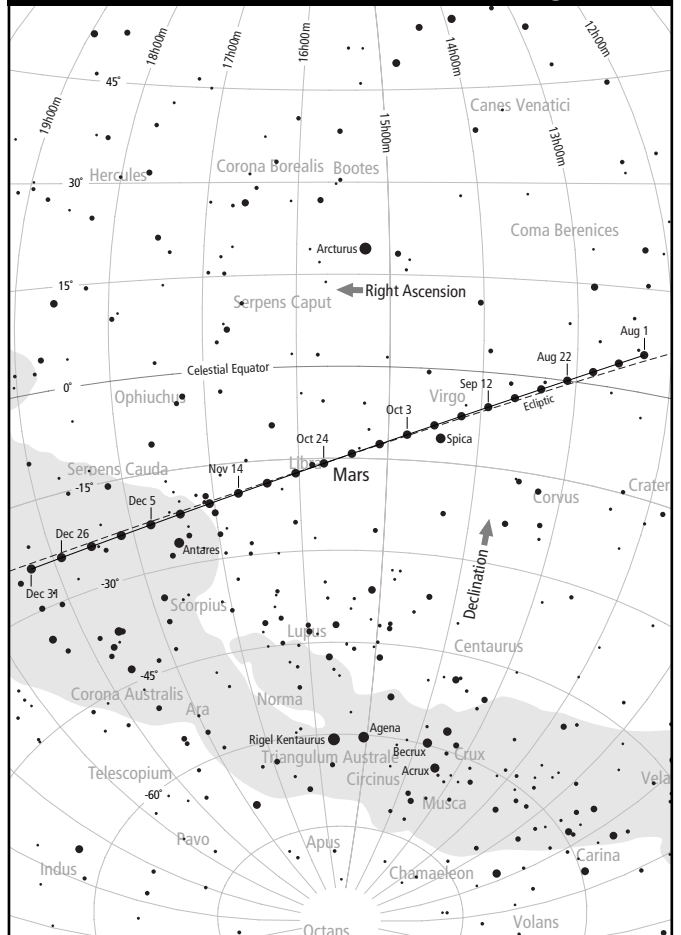 18h00m
17h00m
16h00m
14h00m
12h00m
45°
Canes Venatici
19h00m
15h00m
13h00m
Hercules
Corona Borealis
Bootes
30°
Coma Berenices
Arcturus
15°
Right Ascension
Serpens Caput
Aug 1
Aug 22
Celestial Equator
Sep 12
0°
Ophiuchus
Virgo
Ecliptic
Oct 3
Spica
Oct 24
Libra
Mars
Serpens Cauda
Nov 14
-15°
Crater
Corvus
Dec 5
Dec 26
Antares
Declination
-30°
Dec 31
Scorpius
Lupus
Centaurus
-45°
Corona Australis
Norma
Ara
Agena
Rigel Kentaurus
Becrux
Crux
Triangulum Australe
Acrux
Telescopium
Circinus
Vela
-60°
Musca
Pavo
Apus
Carina
Indus
Chamaeleon
Octans
Volans